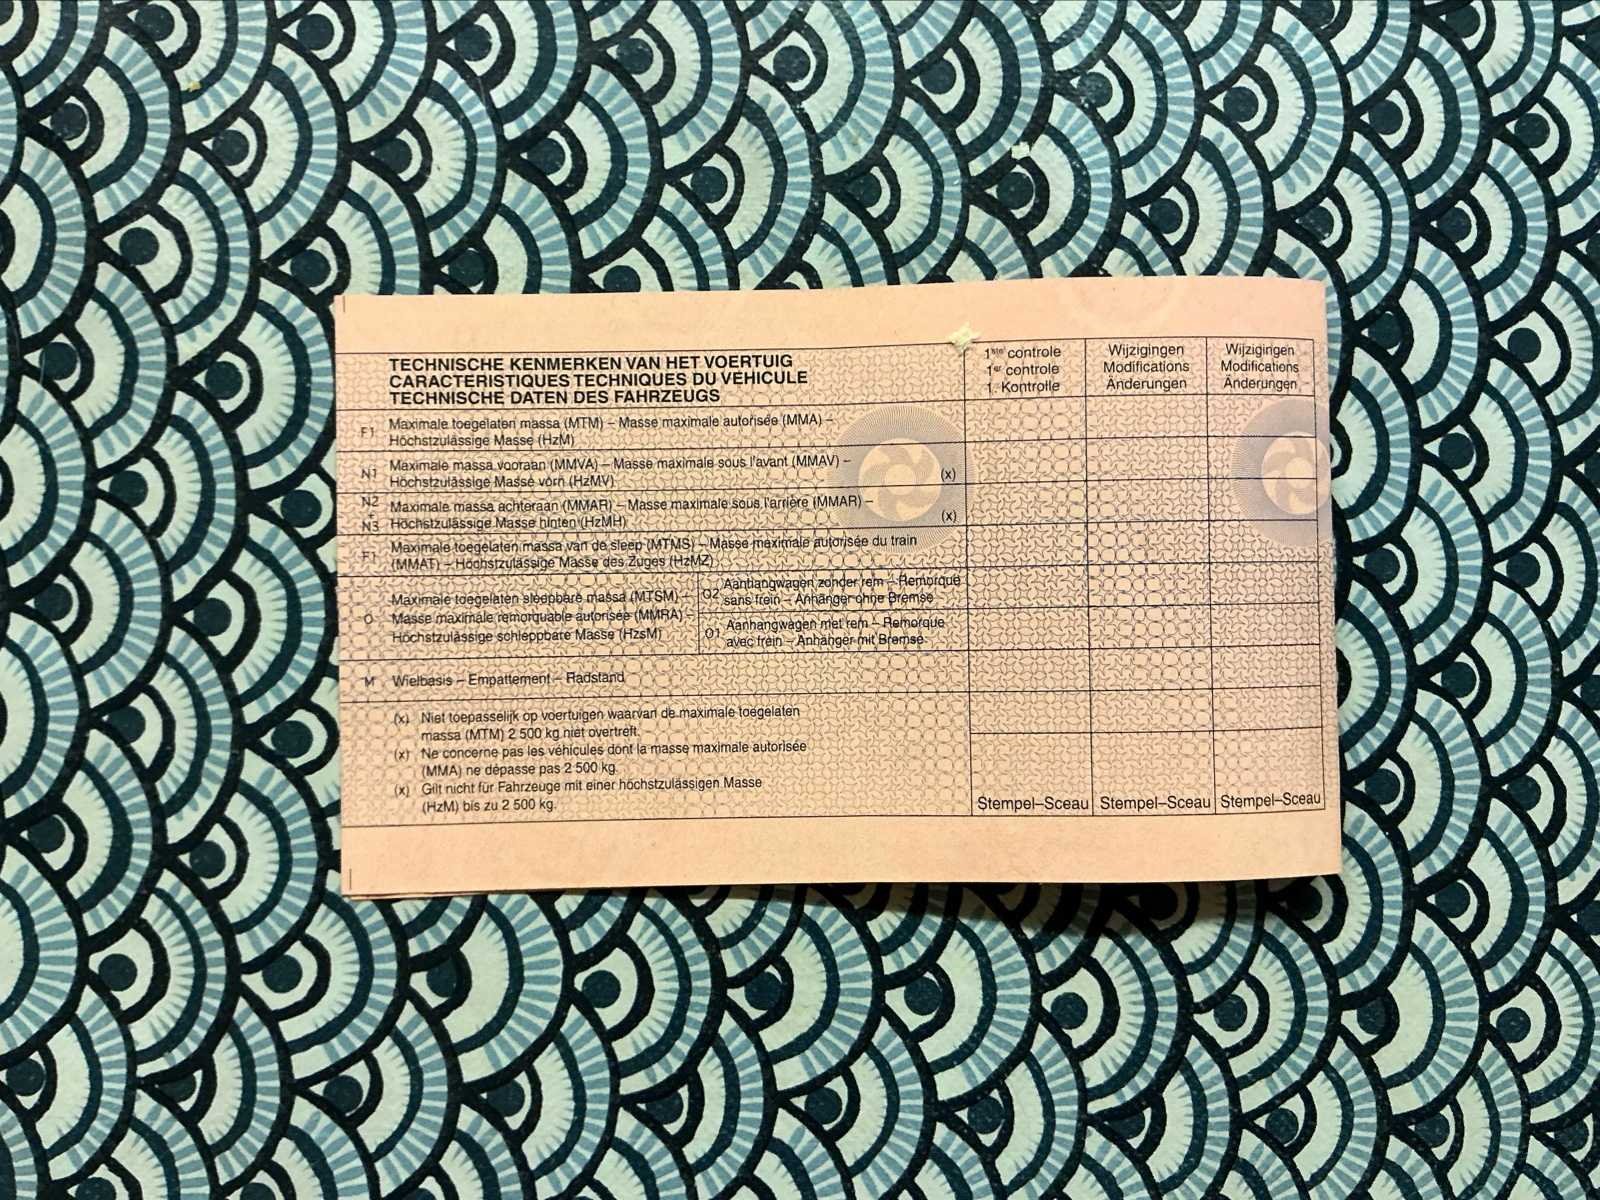 TECHNISCHE KENMERKEN VAN HET VOERTUIG
CARACTERISTIQUES TECHNIQUES DU VÉHICULE
TECHNISCHE DATEN DES FAHRZEUGS
1ste controle
1er controle
1. Kontrolle
Wijzigingen
Modifications
Änderungen
Wijzigingen
Modifications
Änderungen
F1 Maximale toegelaten massa (MTM) – Masse maximale autorisée (MMA) –
Höchstzulässige Masse (HzM)
N1 Maximale massa vooraan (MMVA) – Masse maximale sous l'avant (MMAV) –
Höchstzulässige Masse vorn (HzMV) (x)
N2 Maximale massa achteraan (MMAR) – Masse maximale sous l'arrière (MMAR) –
N3 Höchstzulässige Masse hinten (HzMH) (x)
F1 Maximale toegelaten massa van de sleep (MTMS) – Masse maximale autorisée du train
(MMAT) – Höchstzulässige Masse des Zuges (HzMZ)
Maximale toegelaten sleepbare massa (MTSM) –
O Masse maximale remorquable autorisée (MMRA) –
Höchstzulässige schleppbare Masse (HzsM)
O2 Aanhangwagen zonder rem – Remorque
sans frein – Anhänger ohne Bremse
O1 Aanhangwagen met rem – Remorque
avec frein – Anhänger mit Bremse
M Wielbasis – Empattement – Radstand
(x) Niet toepasselijk op voertuigen waarvan de maximale toegelaten
massa (MTM) 2 500 kg niet overtreft.
(x) Ne concerne pas les véhicules dont la masse maximale autorisée
(MMA) ne dépasse pas 2 500 kg.
(x) Gilt nicht für Fahrzeuge mit einer höchstzulässigen Masse
(HzM) bis zu 2 500 kg.
Stempel–Sceau Stempel–Sceau Stempel–Sceau